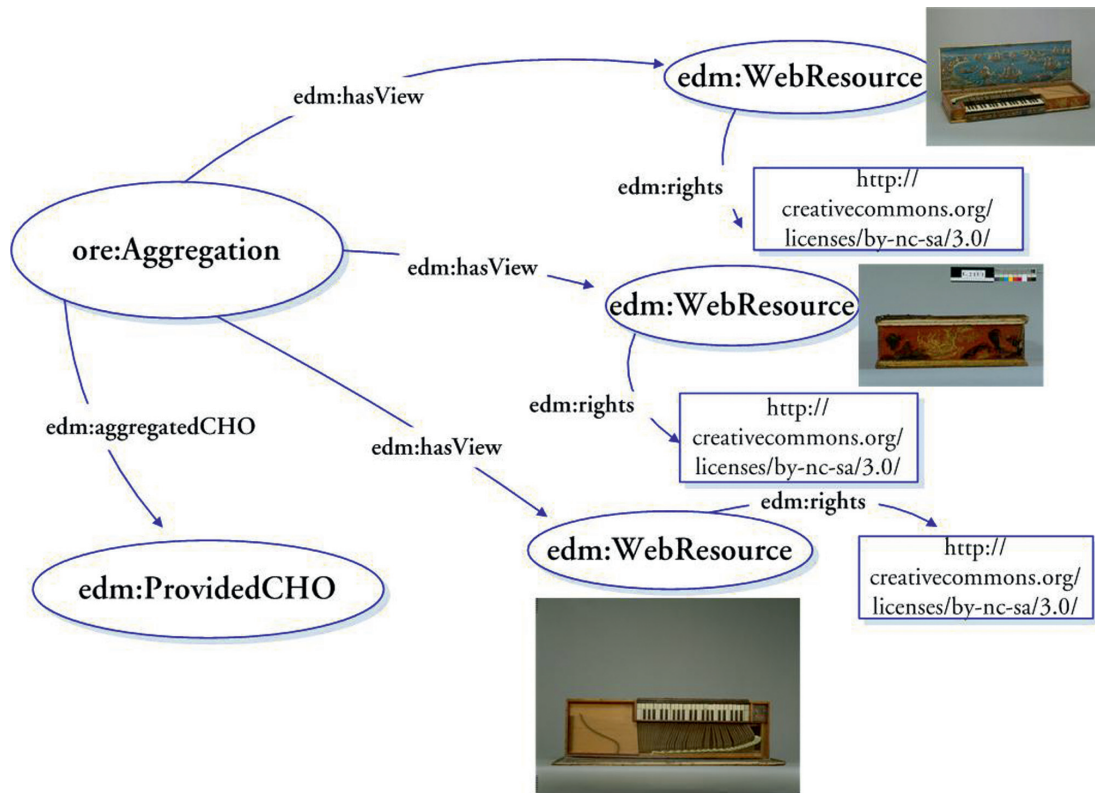 edm:WebResource
edm:hasView
edm:rights
http://
creativecommons.org/
licenses/by-nc-sa/3.0/
ore:Aggregation
edm:hasView
edm:WebResource
edm:rights
http://
creativecommons.org/
licenses/by-nc-sa/3.0/
edm:aggregatedCHO
edm:hasView
edm:rights
edm:WebResource
http://
creativecommons.org/
licenses/by-nc-sa/3.0/
edm:ProvidedCHO